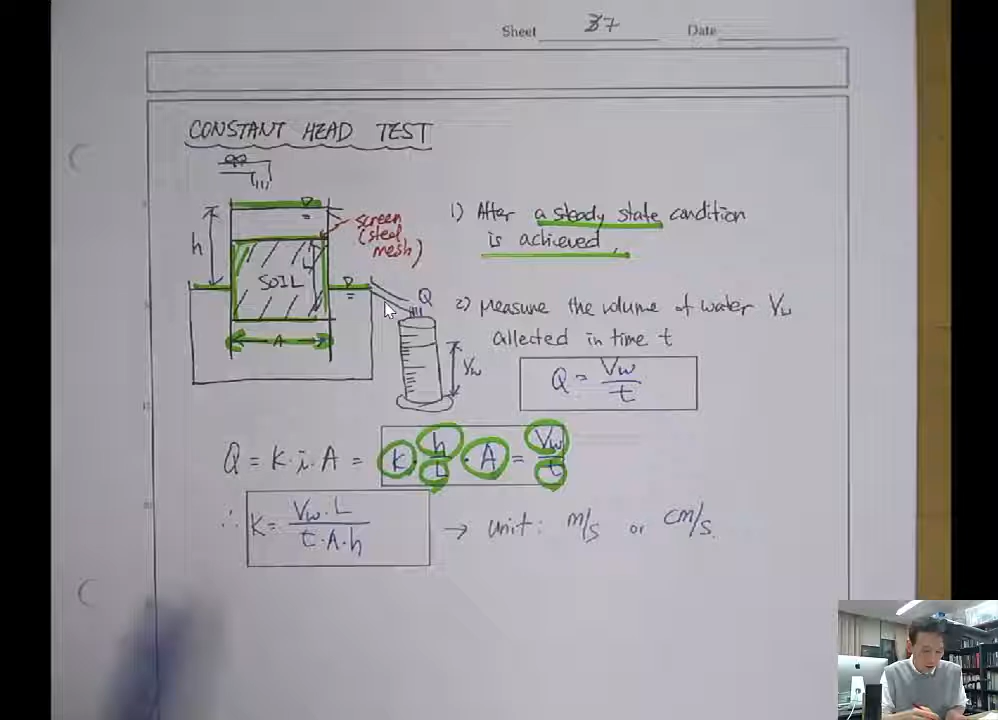 Sheet 37 Date
CONSTANT HEAD TEST
h
SOIL
L
A
screen
(steel
mesh)
Q
Vw
1) After a steady state condition
is achieved,
2) Measure the volume of water Vw
collected in time t
Q = Vw / t
Q = K · i · A = K · h / L · A = Vw / t
∴ K = Vw · L / t · A · h → unit: m/s or cm/s.